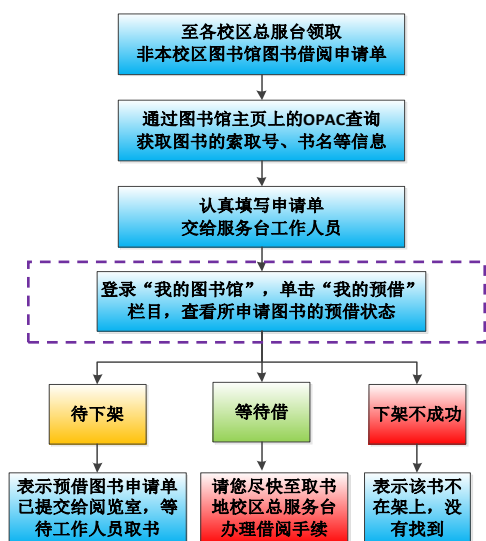 至各校区总服台领取
非本校区图书馆图书借阅申请单
通过图书馆主页上的OPAC查询
获取图书的索取号、书名等信息
认真填写申请单
交给服务台工作人员
登录“我的图书馆”，单击“我的预借”
栏目，查看所申请图书的预借状态
待下架
等待借
下架不成功
表示预借图书申请单
已提交给阅览室，等
待工作人员取书
请您尽快至取书
地校区总服务台
办理借阅手续
表示该书不
在架上，没
有找到